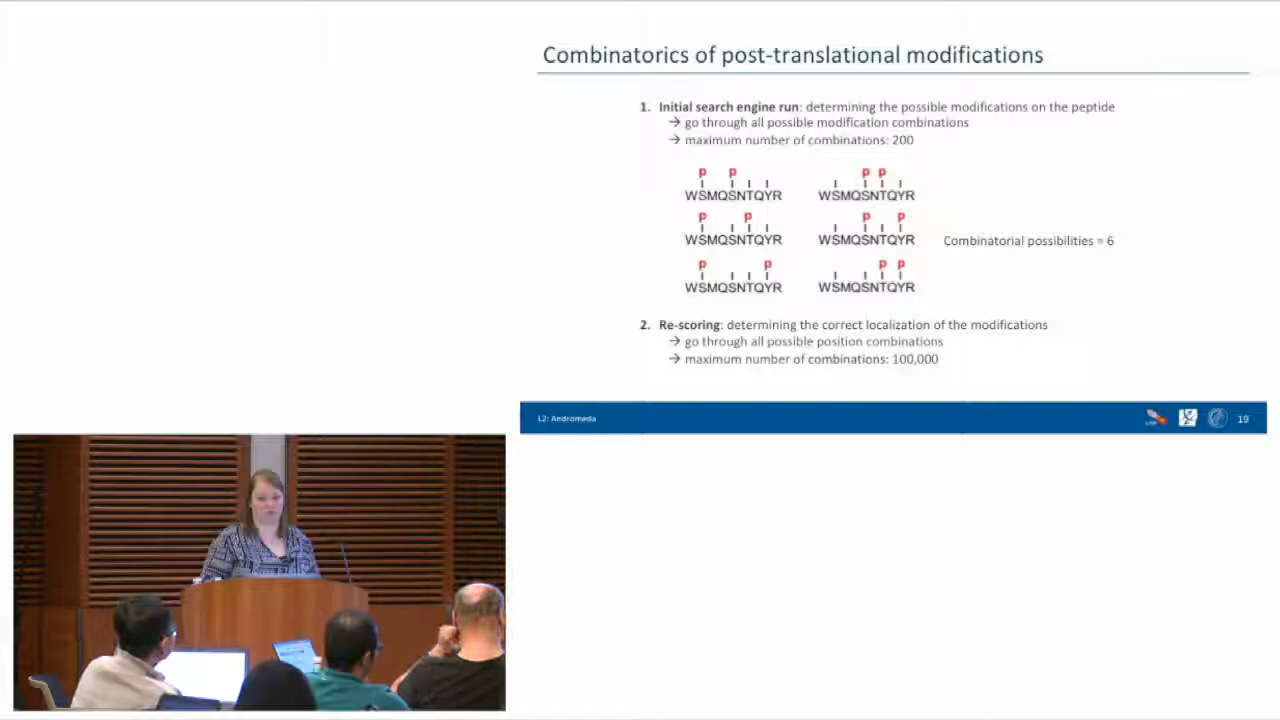 Combinatorics of post-translational modifications
1. Initial search engine run: determining the possible modifications on the peptide
→ go through all possible modification combinations
→ maximum number of combinations: 200
p p
WSMQSNTQYR
p p
WSMQSNTQYR
p p
WSMQSNTQYR
p p
WSMQSNTQYR
Combinatorial possibilities = 6
p p
WSMQSNTQYR
p p
WSMQSNTQYR
2. Re-scoring: determining the correct localization of the modifications
→ go through all possible position combinations
→ maximum number of combinations: 100,000
L2: Andromeda
19